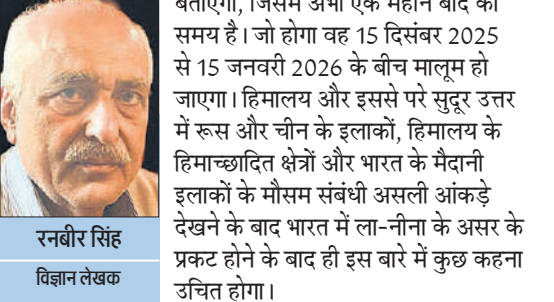 बताएगा, जिसमें अभी एक महीने बाद का
समय है। जो होगा वह 15 दिसंबर 2025
से 15 जनवरी 2026 के बीच मालूम हो
जाएगा। हिमालय और इससे परे सुदूर उत्तर
में रूस और चीन के इलाकों, हिमालय के
हिमाच्छादित क्षेत्रों और भारत के मैदानी
इलाकों के मौसम संबंधी असली आंकड़े
देखने के बाद भारत में ला-नीना के असर के
प्रकट होने के बाद ही इस बारे में कुछ कहना
उचित होगा।
रनबीर सिंह
विज्ञान लेखक